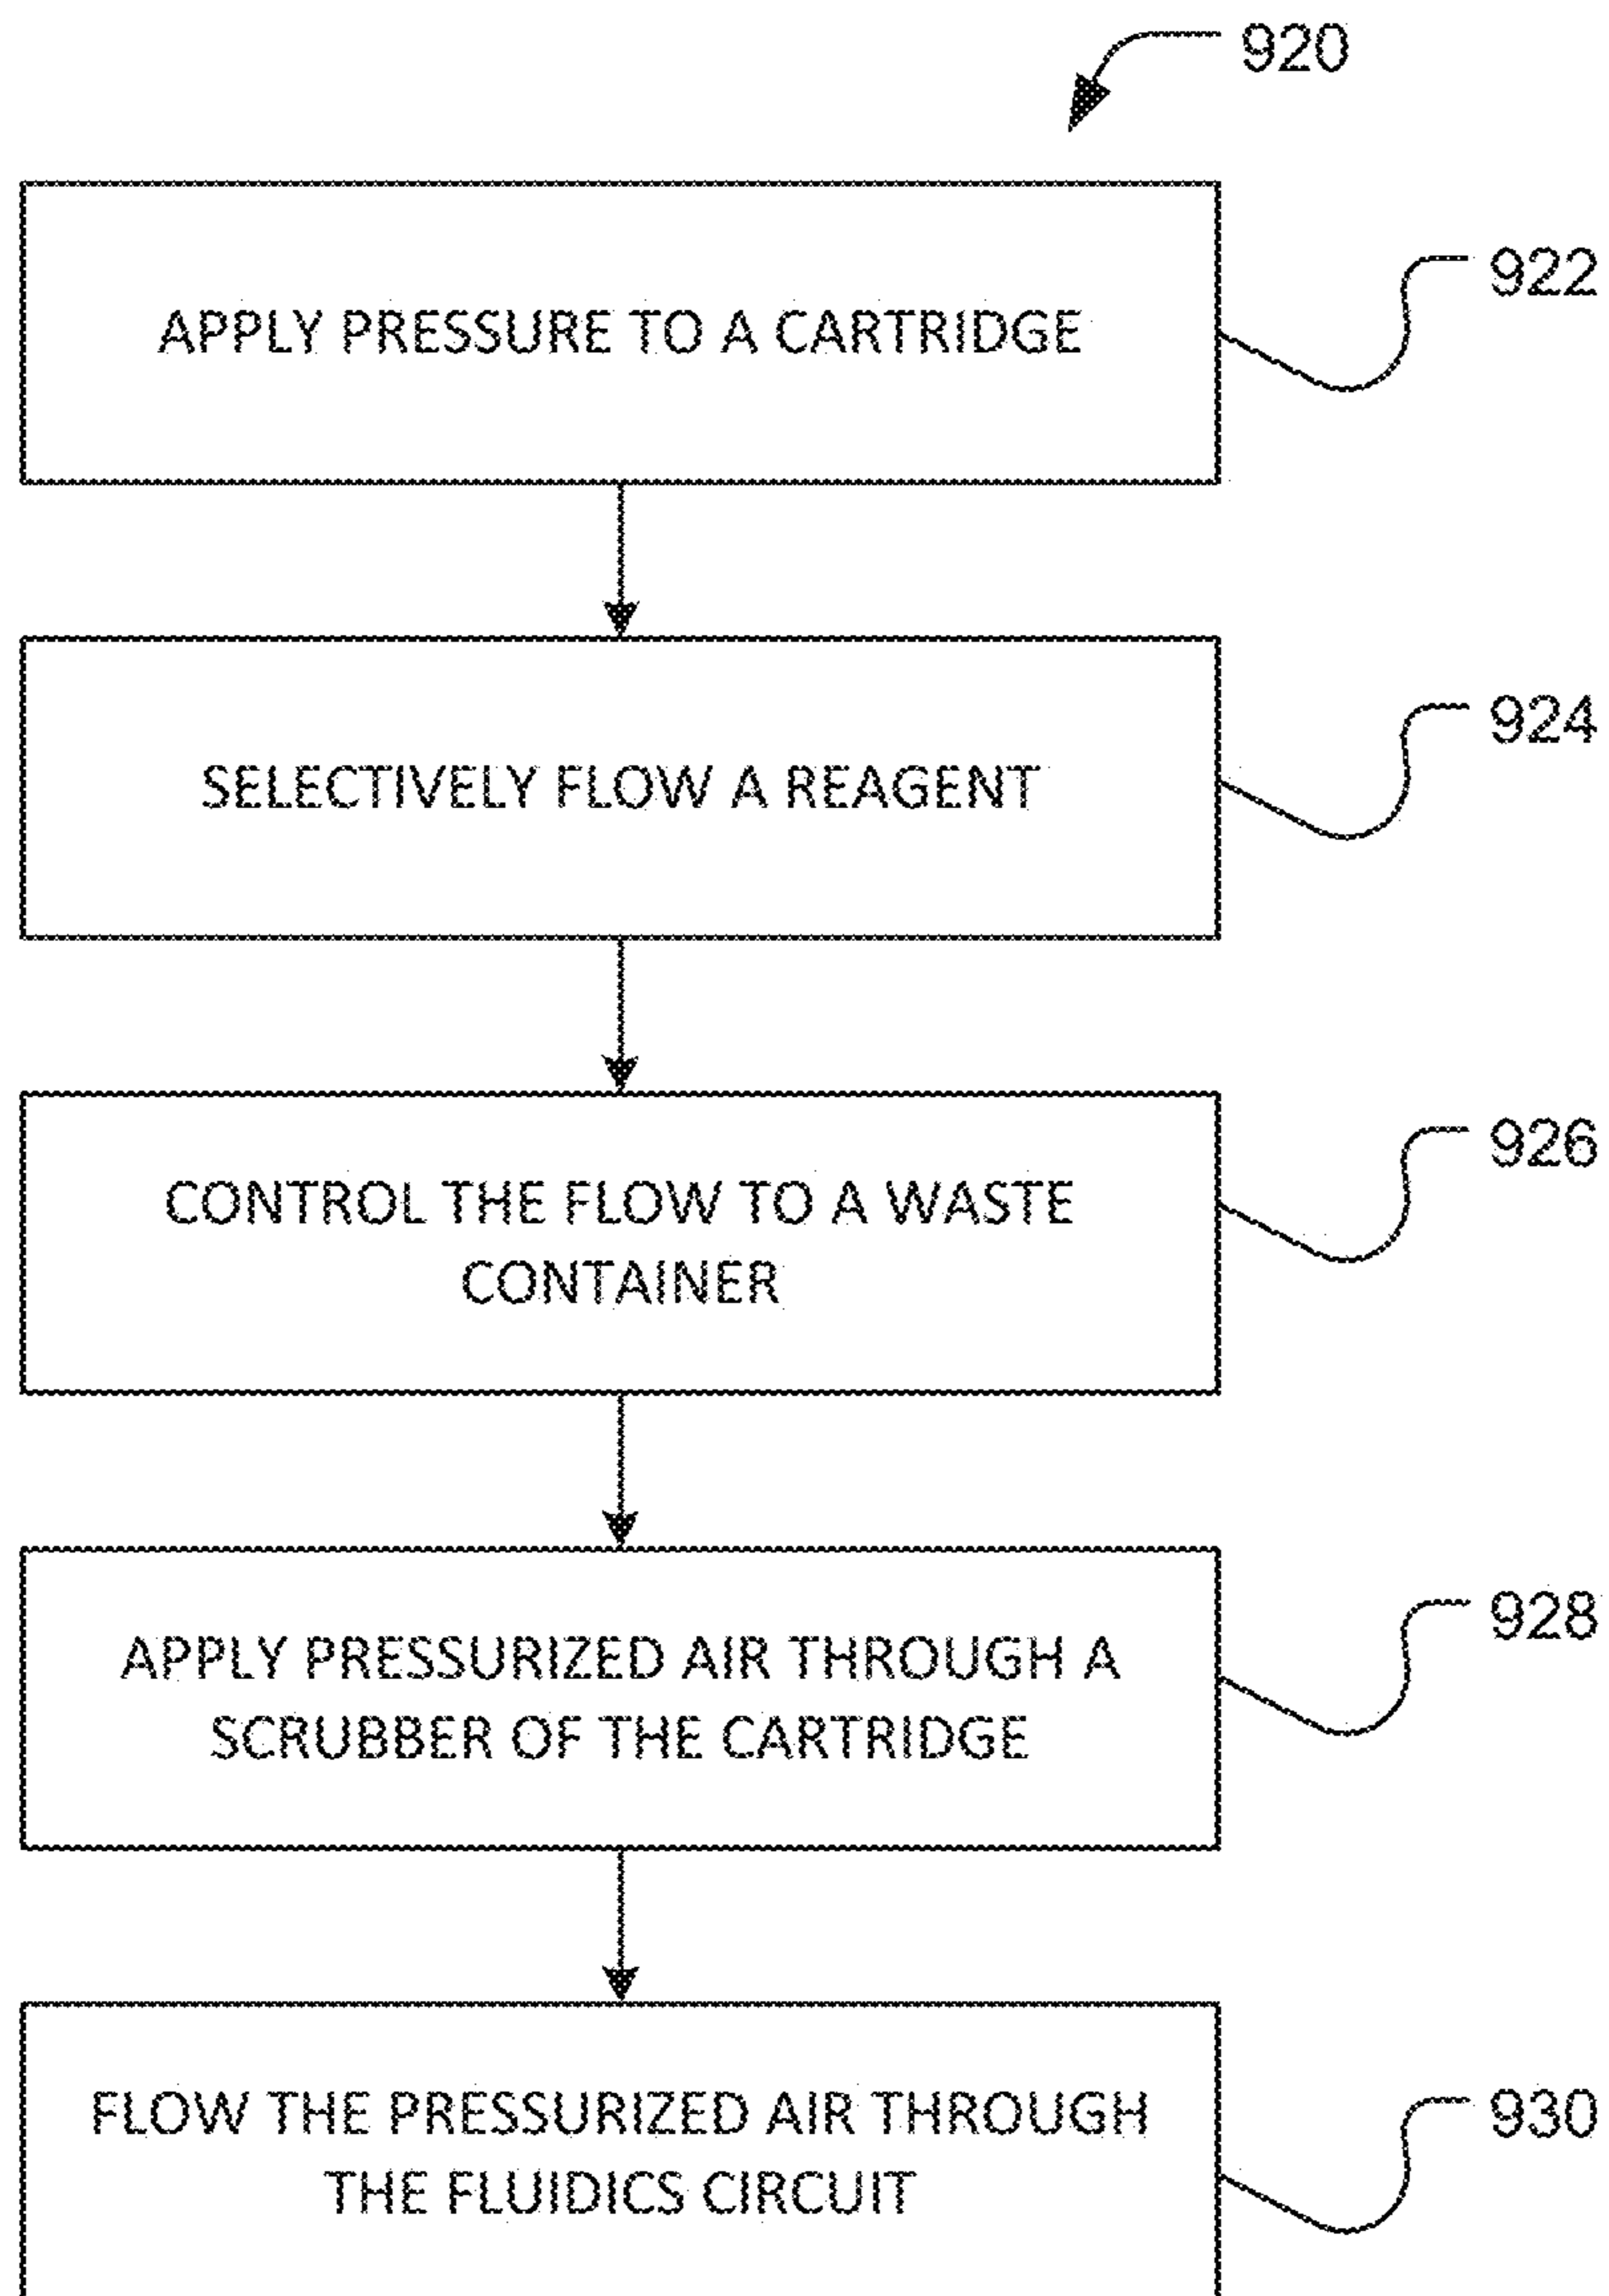 920
APPLY PRESSURE TO A CARTRIDGE
922
SELECTIVELY FLOW A REAGENT
924
CONTROL THE FLOW TO A WASTE
CONTAINER
926
APPLY PRESSURIZED AIR THROUGH A
SCRUBBER OF THE CARTRIDGE
928
FLOW THE PRESSURIZED AIR THROUGH
THE FLUIDICS CIRCUIT
930